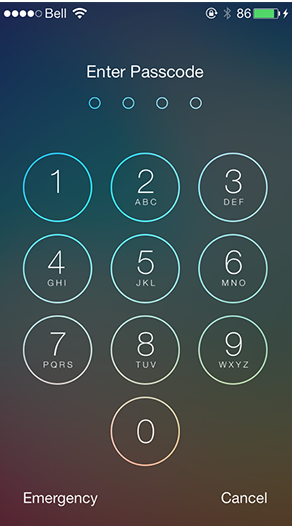 Bell 86
Enter Passcode
1 2 3
ABC DEF
4 5 6
GHI JKL MNO
7 8 9
PQRS TUV WXYZ
0
Emergency Cancel